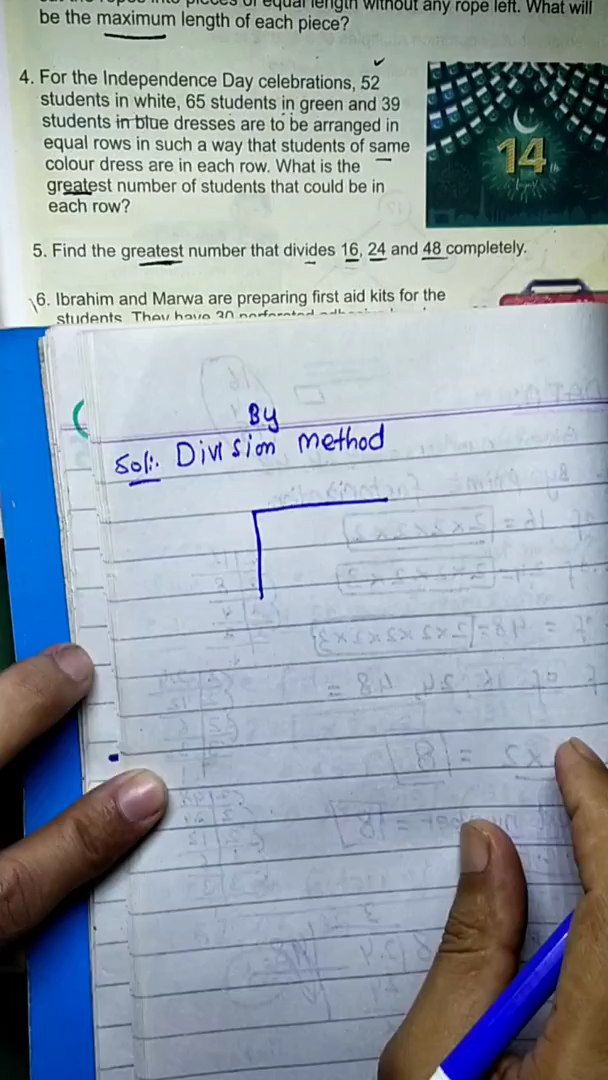 be the maximum length of each piece?
4. For the Independence Day celebrations, 52
students in white, 65 students in green and 39
students in blue dresses are to be arranged in
equal rows in such a way that students of same
colour dress are in each row. What is the
greatest number of students that could be in
each row?
14
5. Find the greatest number that divides 16, 24 and 48 completely.
6. Ibrahim and Marwa are preparing first aid kits for the
students. They have 30
By
Sol:. Division method